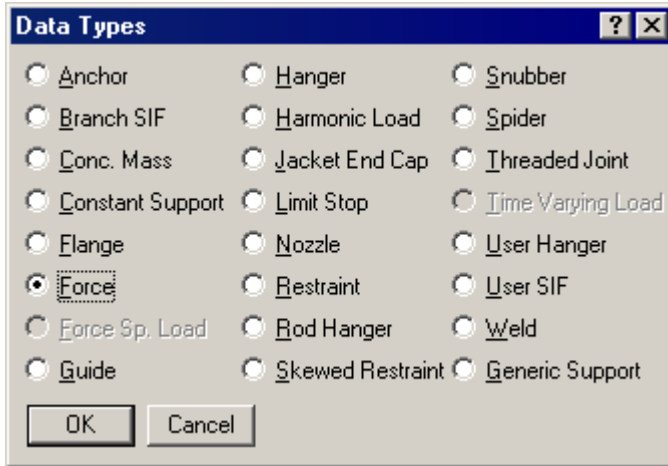 Data Types
Anchor
Branch SIF
Conc. Mass
Constant Support
Flange
Force
Force Sp. Load
Guide
Hanger
Harmonic Load
Jacket End Cap
Limit Stop
Nozzle
Restraint
Rod Hanger
Skewed Restraint
Snubber
Spider
Threaded Joint
Time Varying Load
User Hanger
User SIF
Weld
Generic Support
OK
Cancel